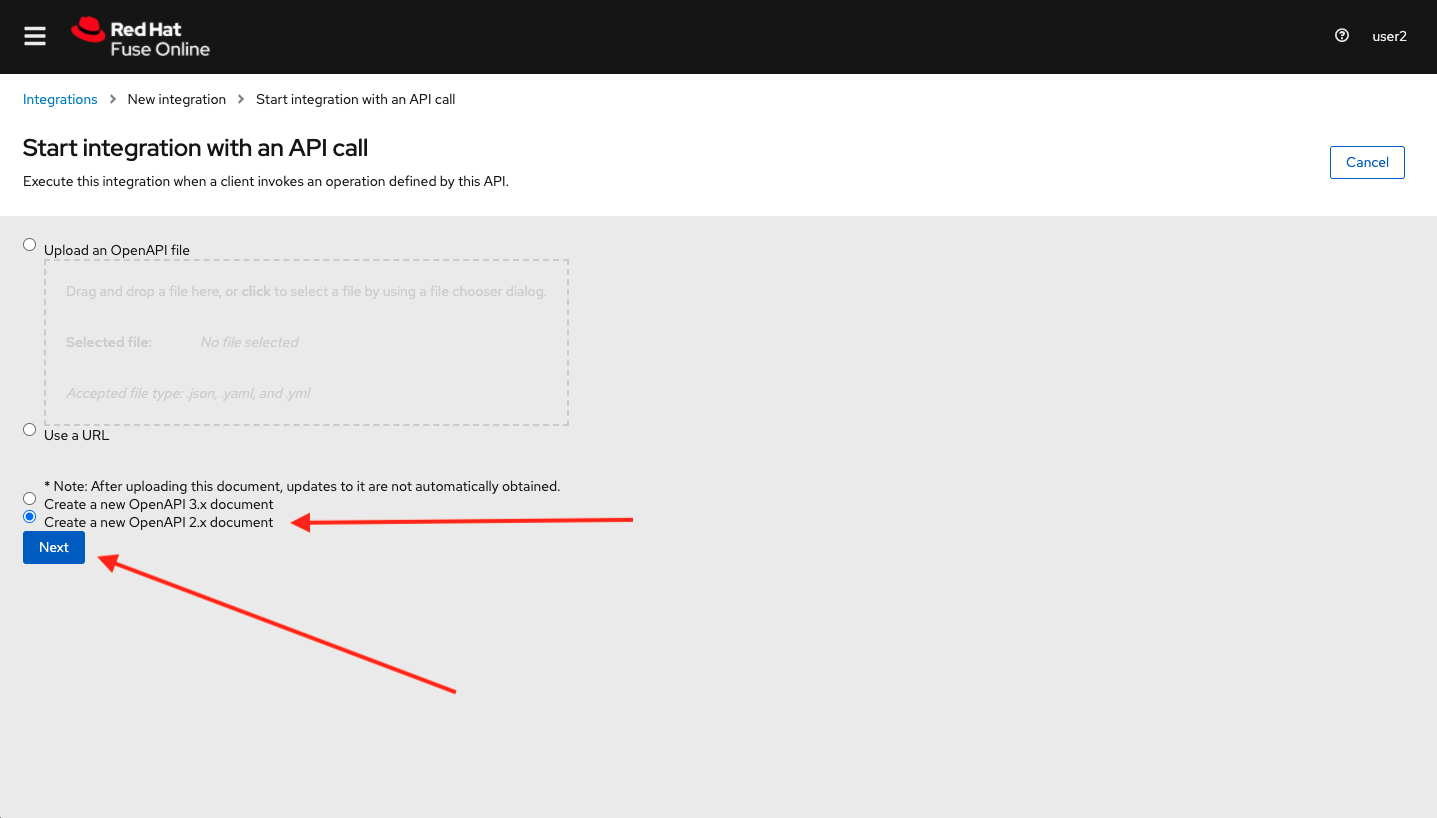 Red Hat
Fuse Online
user2
Integrations > New integration > Start integration with an API call
Start integration with an API call
Cancel
Execute this integration when a client invokes an operation defined by this API.
Upload an OpenAPI file
Drag and drop a file here, or click to select a file by using a file chooser dialog.
Selected file: No file selected
Accepted file type: .json, .yaml, and .yml
Use a URL
* Note: After uploading this document, updates to it are not automatically obtained.
Create a new OpenAPI 3.x document
Create a new OpenAPI 2.x document
Next